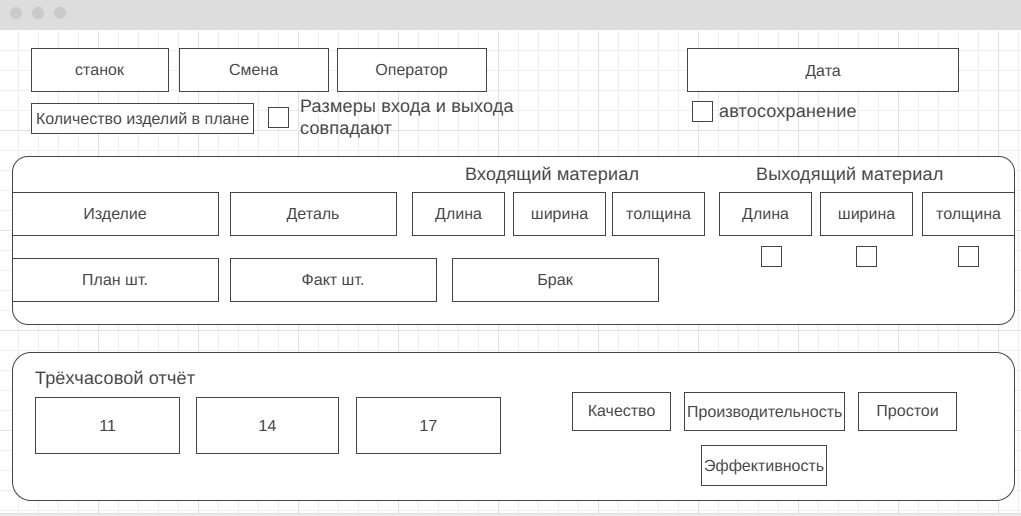 станок
Смена
Оператор
Дата
Количество изделий в плане
Размеры входа и выхода
совпадают
автосохранение
Входящий материал
Выходящий материал
Изделие
Деталь
Длина
ширина
толщина
Длина
ширина
толщина
План шт.
Факт шт.
Брак
Трёхчасовой отчёт
11
14
17
Качество
Производительность
Простои
Эффективность